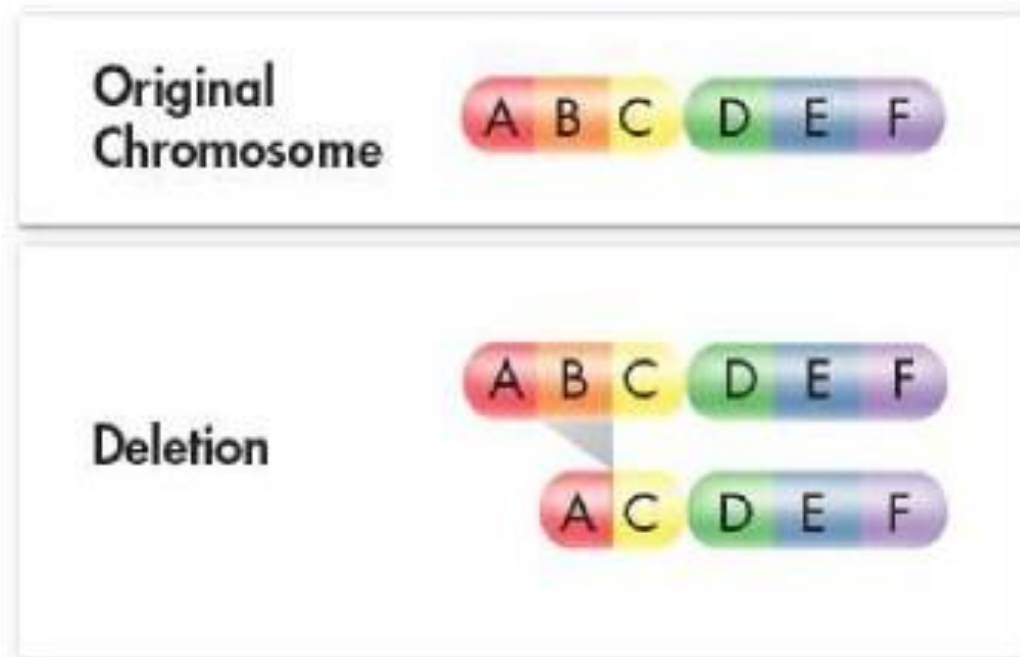 Original
Chromosome
A B C D E F
Deletion
A B C D E F
A C D E F